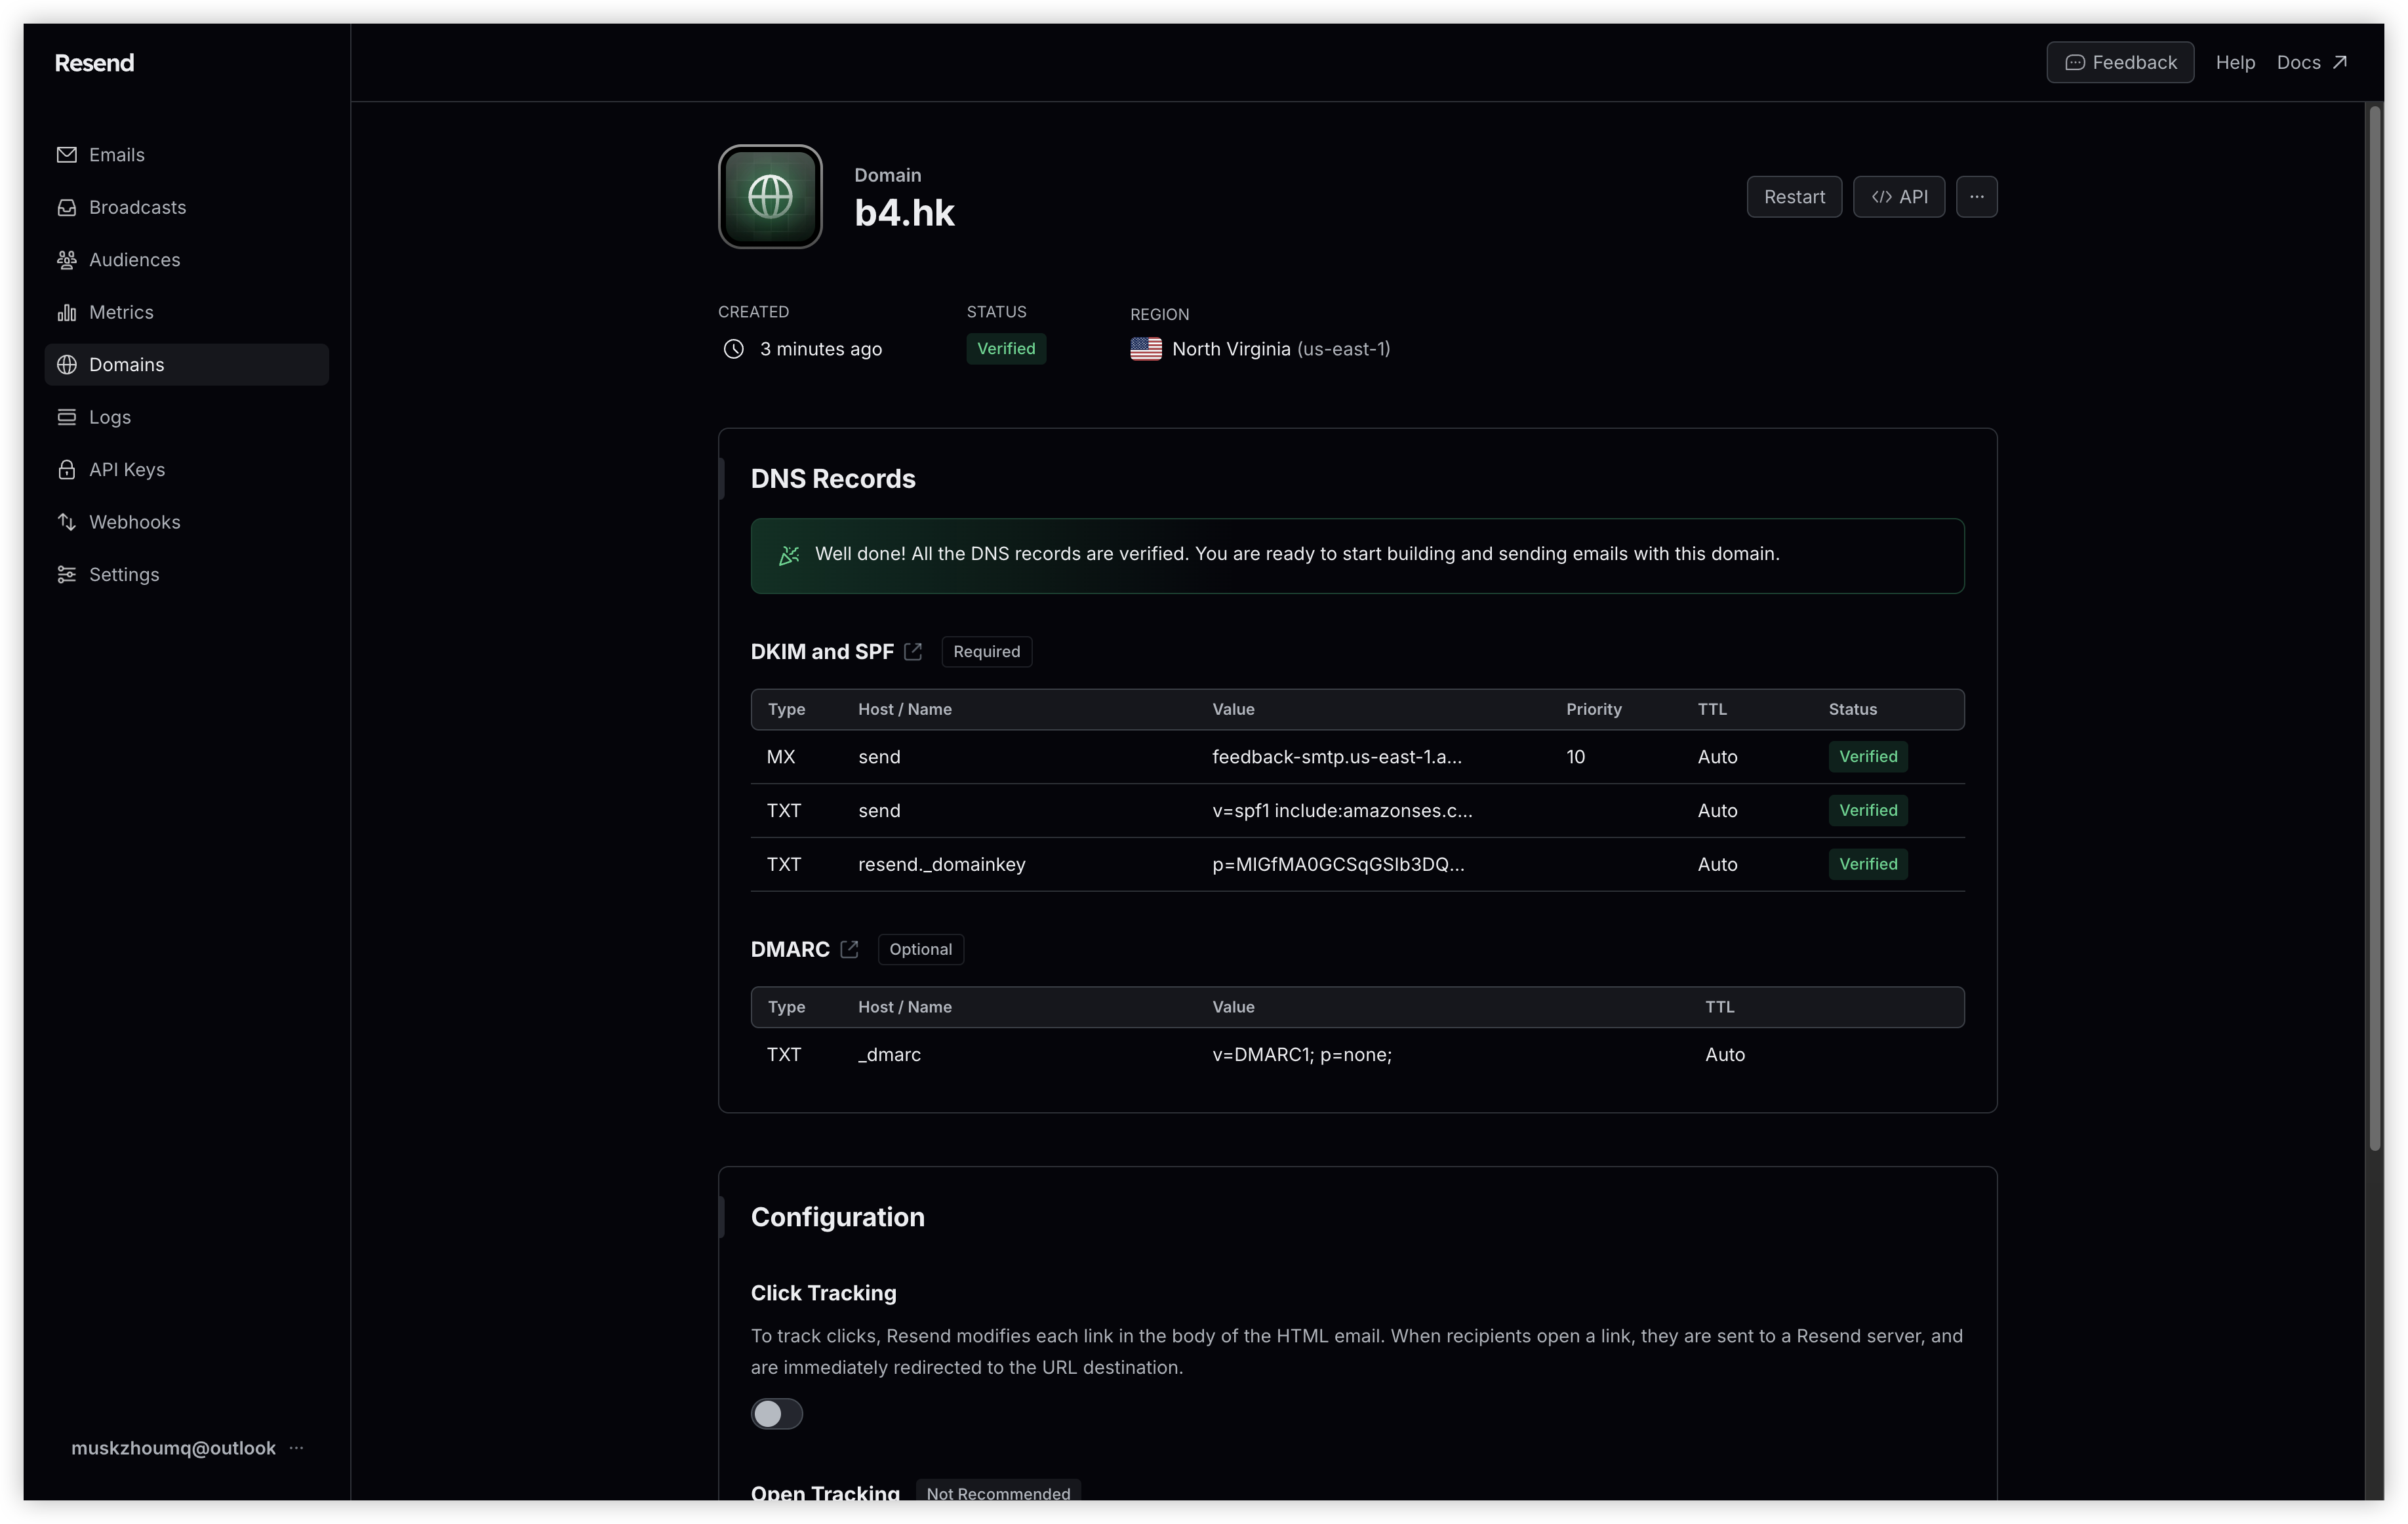 Resend
Feedback
Help
Docs
Emails
Broadcasts
Audiences
Metrics
Domains
Logs
API Keys
Webhooks
Settings
muskzhoumq@outlook ···
Domain
b4.hk
Restart
API
···
CREATED
3 minutes ago
STATUS
Verified
REGION
North Virginia (us-east-1)
DNS Records
Well done! All the DNS records are verified. You are ready to start building and sending emails with this domain.
DKIM and SPF Required
Type Host / Name Value Priority TTL Status
MX send feedback-smtp.us-east-1.a... 10 Auto Verified
TXT send v=spf1 include:amazonses.c... Auto Verified
TXT resend._domainkey p=MIGfMA0GCSqGSIb3DQ... Auto Verified
DMARC Optional
Type Host / Name Value TTL
TXT _dmarc v=DMARC1; p=none; Auto
Configuration
Click Tracking
To track clicks, Resend modifies each link in the body of the HTML email. When recipients open a link, they are sent to a Resend server, and
are immediately redirected to the URL destination.
Open Tracking Not Recommended